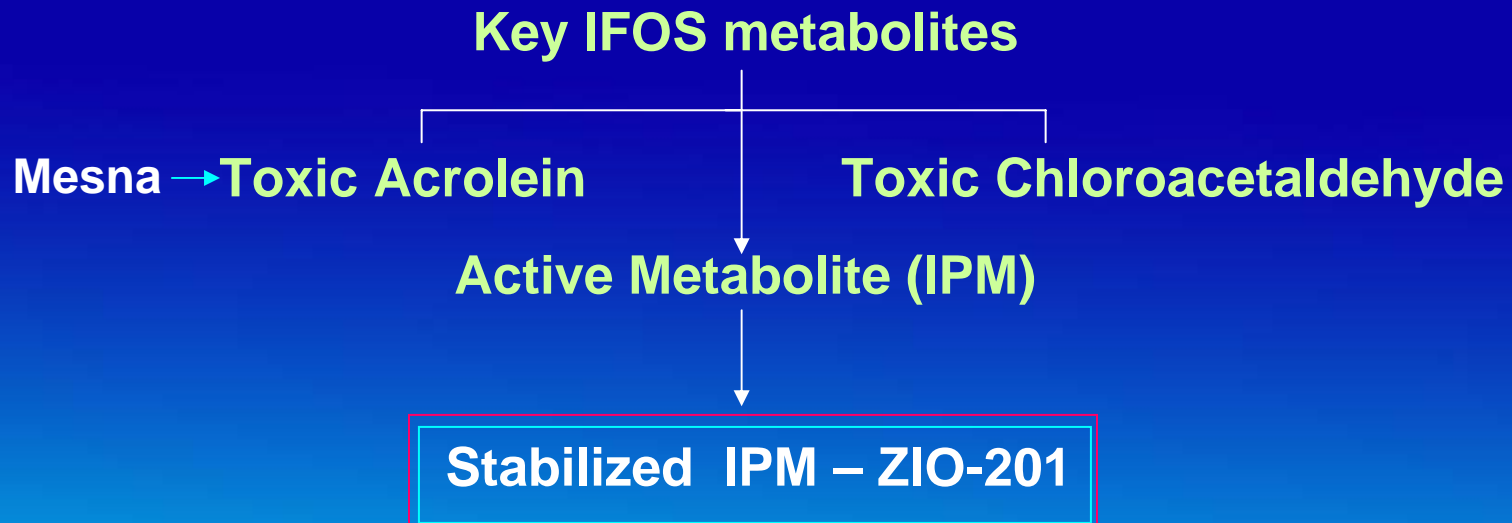 Key IFOS metabolites
Mesna Toxic Acrolein Toxic Chloroacetaldehyde
Active Metabolite (IPM)
Stabilized IPM – ZIO-201